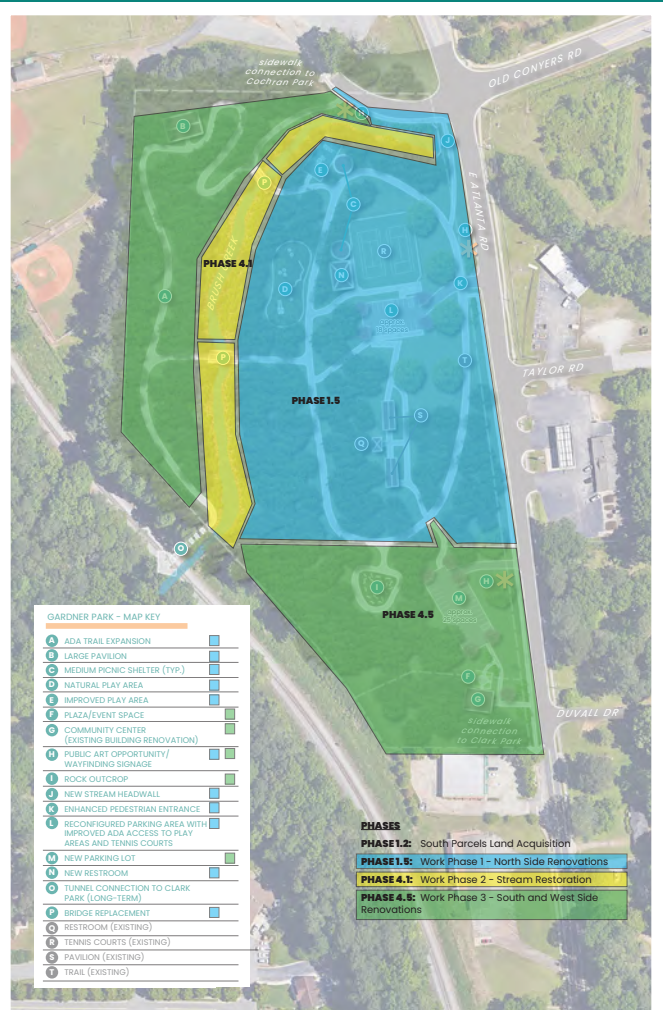 sidewalk
connection to
Cochran Park
OLD CONYERS RD
H
B
J
E
P
C
E ATLANTA RD
H
R
PHASE 4.1
BRUSH CREEK
N
K
D
A
L
approx.
18 spaces
P
T
TAYLOR RD
PHASE 1.5
S
Q
O
I
H
M
approx.
25 spaces
PHASE 4.5
F
G
sidewalk
connection
to Clark Park
DUVALL DR
GARDNER PARK - MAP KEY
A ADA TRAIL EXPANSION
B LARGE PAVILION
C MEDIUM PICNIC SHELTER (TYP.)
D NATURAL PLAY AREA
E IMPROVED PLAY AREA
F PLAZA/EVENT SPACE
G COMMUNITY CENTER
(EXISTING BUILDING RENOVATION)
H PUBLIC ART OPPORTUNITY/
WAYFINDING SIGNAGE
I ROCK OUTCROP
J NEW STREAM HEADWALL
K ENHANCED PEDESTRIAN ENTRANCE
L RECONFIGURED PARKING AREA WITH
IMPROVED ADA ACCESS TO PLAY
AREAS AND TENNIS COURTS
M NEW PARKING LOT
N NEW RESTROOM
O TUNNEL CONNECTION TO CLARK
PARK (LONG-TERM)
P BRIDGE REPLACEMENT
Q RESTROOM (EXISTING)
R TENNIS COURTS (EXISTING)
S PAVILION (EXISTING)
T TRAIL (EXISTING)
PHASES
PHASE 1.2: South Parcels Land Acquisition
PHASE 1.5: Work Phase 1 - North Side Renovations
PHASE 4.1: Work Phase 2 - Stream Restoration
PHASE 4.5: Work Phase 3 - South and West Side
Renovations